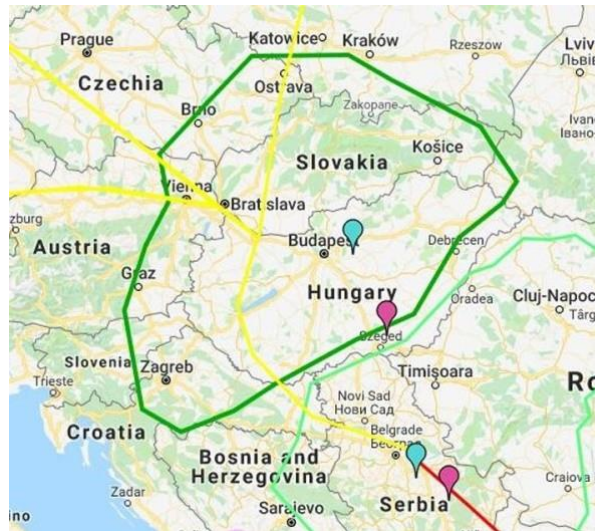 Prague
Katowice
Kraków
Rzeszow
Lviv
Львів
Czechia
Ostrava
Brno
Zakopane
Ivano
Івано
Slovakia
Košice
Vienna
Bratislava
zburg
Budapest
Debrecen
Austria
Graz
Hungary
Oradea
Cluj-Napoc
Târg
Szeged
Slovenia
Zagreb
Timișoara
Ro
Trieste
Novi Sad
Нови Сад
Croatia
Belgrade
Београд
Bosnia and
Herzegovina
Craiova
Zadar
Serbia
Sarajevo
ino